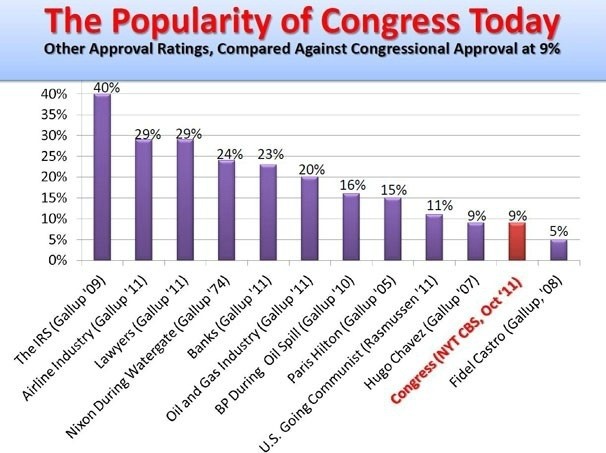 The Popularity of Congress Today
Other Approval Ratings, Compared Against Congressional Approval at 9%
40%
35%
30%
25%
20%
15%
10%
5%
0%
40%
29%
29%
24%
23%
20%
16%
15%
11%
9%
9%
5%
The IRS (Gallup '09)
Airline Industry (Gallup '11)
Lawyers (Gallup '11)
Nixon During Watergate (Gallup '74)
Banks (Gallup '11)
Oil and Gas Industry (Gallup '11)
BP During Oil Spill (Gallup '10)
Paris Hilton (Gallup '05)
U.S. Going Communist (Rasmussen '11)
Hugo Chavez (Gallup '07)
Congress (NYT CBS, Oct '11)
Fidel Castro (Gallup, '08)